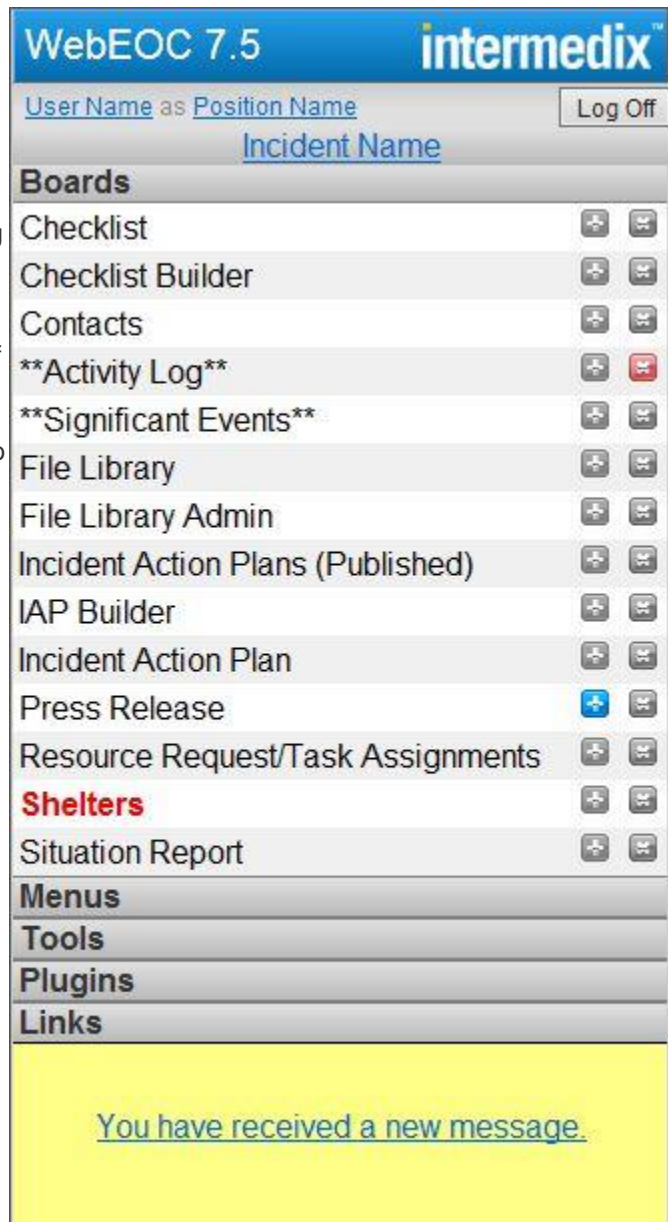 WebEOC 7.5 intermedix™
User Name as Position Name Log Off
Incident Name
Boards
Checklist
Checklist Builder
Contacts
**Activity Log**
**Significant Events**
File Library
File Library Admin
Incident Action Plans (Published)
IAP Builder
Incident Action Plan
Press Release
Resource Request/Task Assignments
Shelters
Situation Report
Menus
Tools
Plugins
Links
You have received a new message.